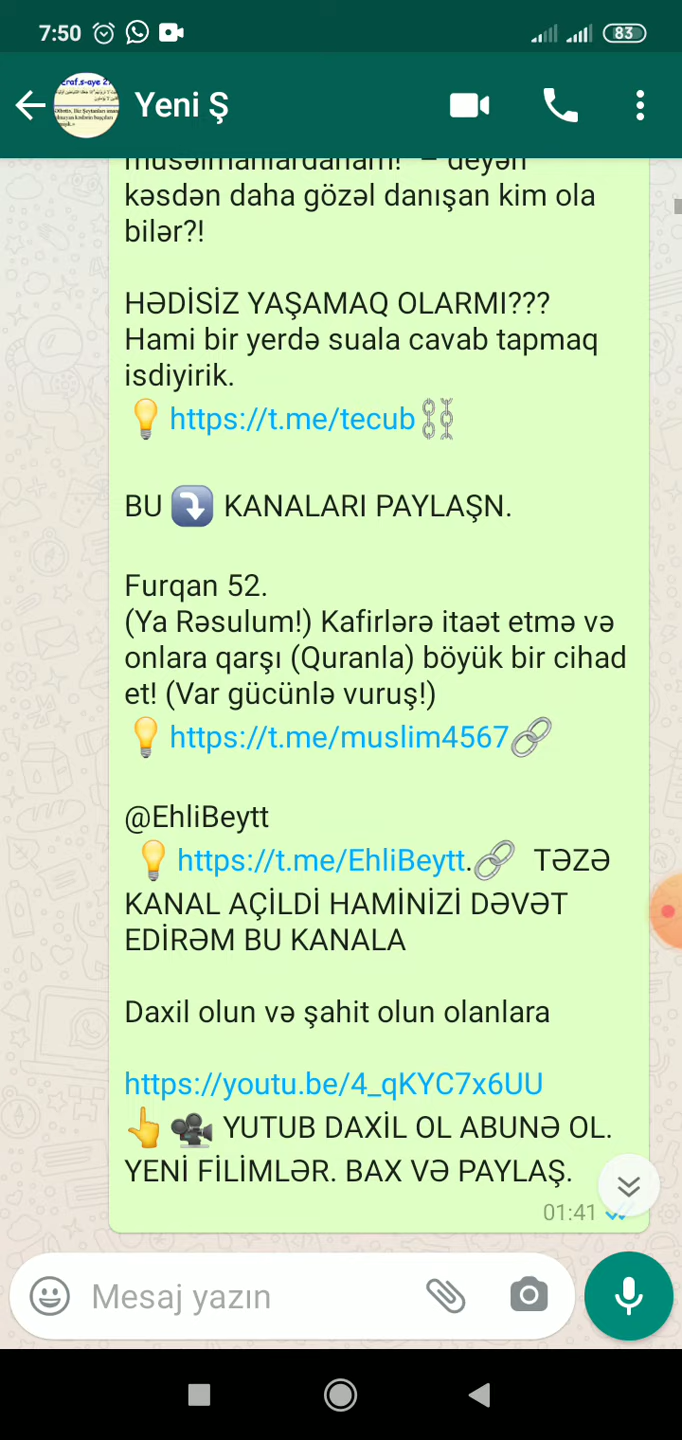 7:50
83
Yeni Ş
müsəlmanlardanam!" – deyən
kəsdən daha gözəl danışan kim ola
bilər?!
HƏDİSİZ YAŞAMAQ OLARMI???
Hami bir yerdə suala cavab tapmaq
isdiyirik.
💡 https://t.me/tecub ⛓
BU ⤵ KANALARI PAYLAŞN.
Furqan 52.
(Ya Rəsulum!) Kafirlərə itaət etmə və
onlara qarşı (Quranla) böyük bir cihad
et! (Var gücünlə vuruş!)
💡 https://t.me/muslim4567🔗
@EhliBeytt
💡 https://t.me/EhliBeytt.🔗 TƏZƏ
KANAL AÇİLDİ HAMİNİZİ DƏVƏT
EDİRƏM BU KANALA
Daxil olun və şahit olun olanlara
https://youtu.be/4_qKYC7x6UU
👆🎥 YUTUB DAXİL OL ABUNƏ OL.
YENİ FİLİMLƏR. BAX VƏ PAYLAŞ.
01:41
Mesaj yazın